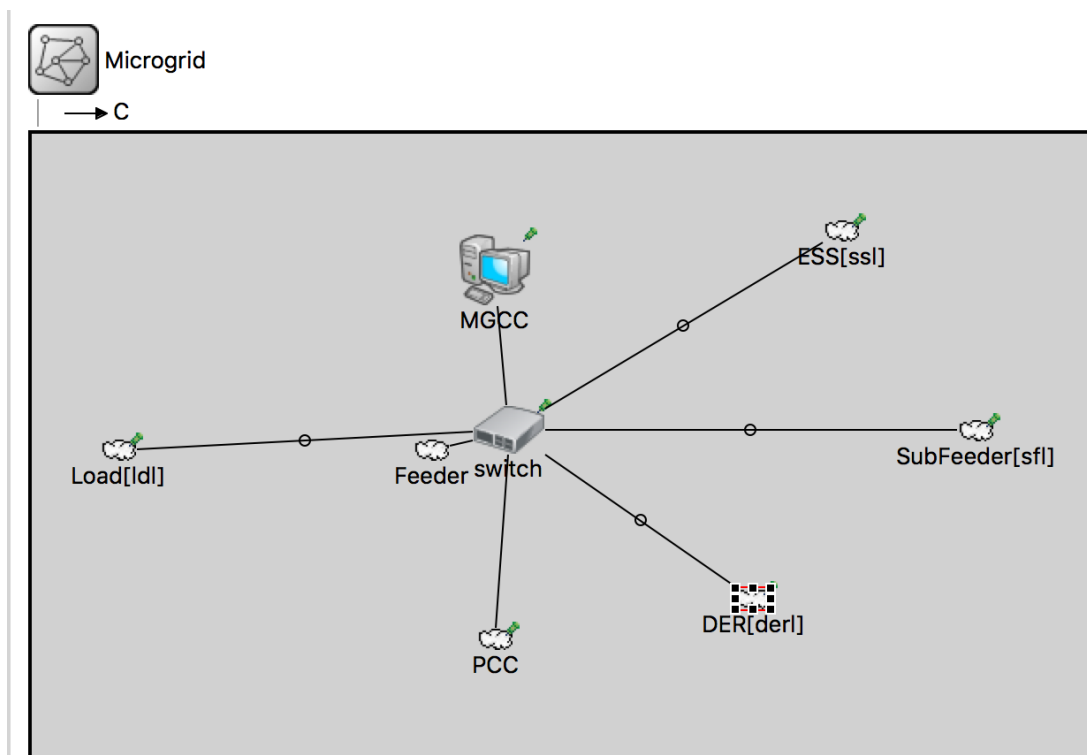 Microgrid
C
MGCC
ESS[ssl]
Load[ldl]
Feeder
switch
SubFeeder[sfl]
DER[derl]
PCC